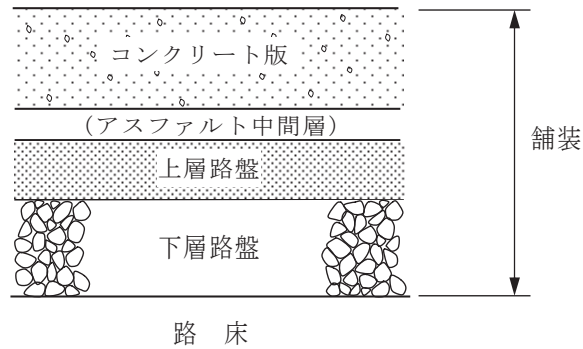 コンクリート版
(アスファルト中間層)
上層路盤
下層路盤
舗装
路 床